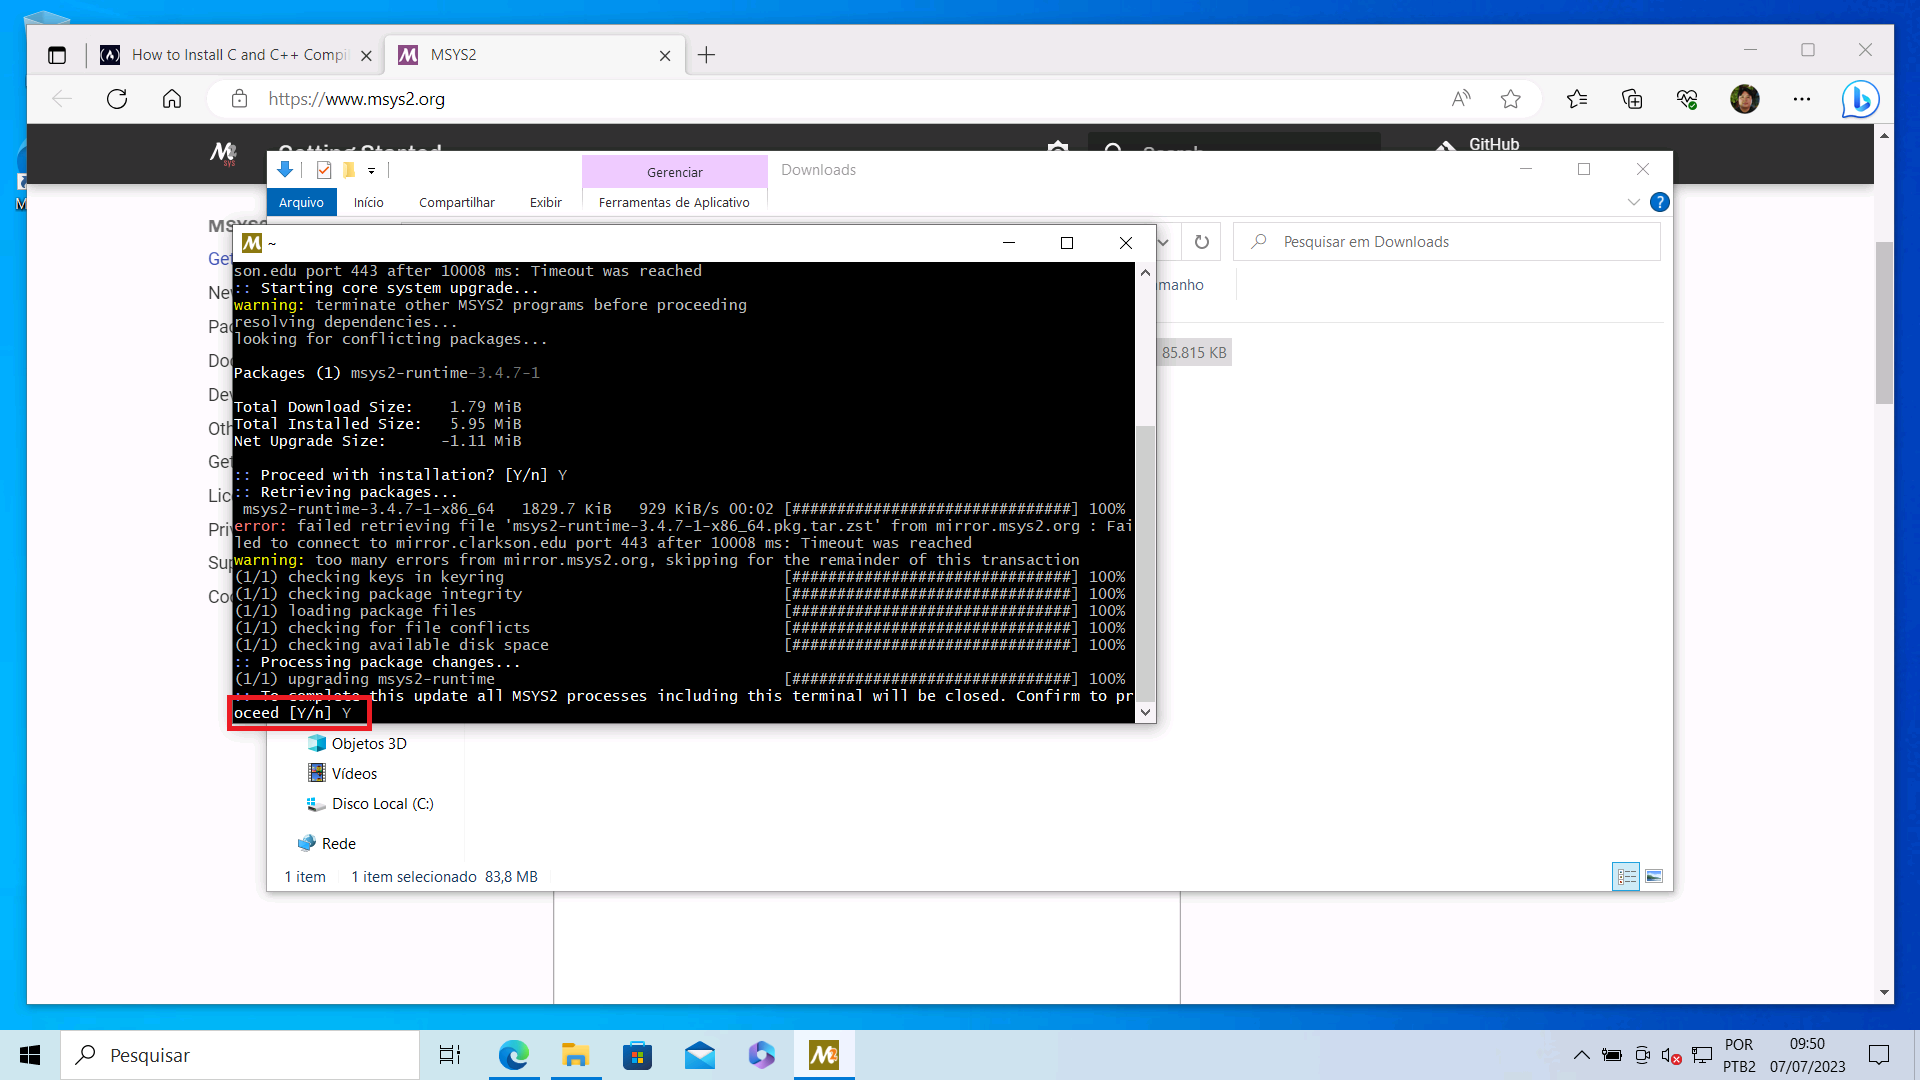 How to Install C and C++ Compi
MSYS2
https://www.msys2.org
Getting Started
Search
GitHub
Gerenciar
Downloads
Arquivo
Início
Compartilhar
Exibir
Ferramentas de Aplicativo
Pesquisar em Downloads
MSYS2
~
son.edu port 443 after 10008 ms: Timeout was reached
:: Starting core system upgrade...
warning: terminate other MSYS2 programs before proceeding
resolving dependencies...
looking for conflicting packages...
Packages (1) msys2-runtime-3.4.7-1
Total Download Size: 1.79 MiB
Total Installed Size: 5.95 MiB
Net Upgrade Size: -1.11 MiB
:: Proceed with installation? [Y/n] Y
:: Retrieving packages...
msys2-runtime-3.4.7-1-x86_64 1829.7 KiB 929 KiB/s 00:02 [###############################] 100%
error: failed retrieving file 'msys2-runtime-3.4.7-1-x86_64.pkg.tar.zst' from mirror.msys2.org : Fai
led to connect to mirror.clarkson.edu port 443 after 10008 ms: Timeout was reached
warning: too many errors from mirror.msys2.org, skipping for the remainder of this transaction
(1/1) checking keys in keyring [###############################] 100%
(1/1) checking package integrity [###############################] 100%
(1/1) loading package files [###############################] 100%
(1/1) checking for file conflicts [###############################] 100%
(1/1) checking available disk space [###############################] 100%
:: Processing package changes...
(1/1) upgrading msys2-runtime [###############################] 100%
:: To complete this update all MSYS2 processes including this terminal will be closed. Confirm to pr
oceed [Y/n] Y
manho
85.815 KB
Get
Objetos 3D
Vídeos
Disco Local (C:)
Rede
1 item
1 item selecionado 83,8 MB
Pesquisar
POR
PTB2
09:50
07/07/2023